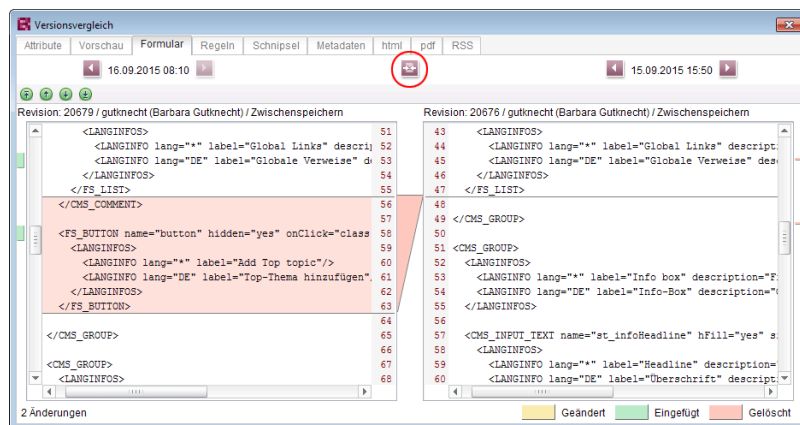 Versionsvergleich
Attribute Vorschau Formular Regeln Schnipsel Metadaten html pdf RSS
16.09.2015 08:10 15.09.2015 15:50
Revision: 20679 / gutknecht (Barbara Gutknecht) / Zwischenspeichern
<LANGINFOS> 51
<LANGINFO lang="*" label="Global Links" descri 52
<LANGINFO lang="DE" label="Globale Verweise" d 53
</LANGINFOS> 54
</FS_LIST> 55
</CMS_COMMENT> 56
57
<FS_BUTTON name="button" hidden="yes" onClick="class 58
<LANGINFOS> 59
<LANGINFO lang="*" label="Add Top topic"/> 60
<LANGINFO lang="DE" label="Top-Thema hinzufügen" 61
</LANGINFOS> 62
</FS_BUTTON> 63
64
</CMS_GROUP> 65
66
<CMS_GROUP> 67
<LANGINFOS> 68
Revision: 20676 / gutknecht (Barbara Gutknecht) / Zwischenspeichern
43 <LANGINFOS>
44 <LANGINFO lang="*" label="Global Links" descript
45 <LANGINFO lang="DE" label="Globale Verweise" des
46 </LANGINFOS>
47 </FS_LIST>
48
49 </CMS_GROUP>
50
51 <CMS_GROUP>
52 <LANGINFOS>
53 <LANGINFO lang="*" label="Info box" description="F
54 <LANGINFO lang="DE" label="Info-Box" description="
55 </LANGINFOS>
56
57 <CMS_INPUT_TEXT name="st_infoHeadline" hFill="yes" s
58 <LANGINFOS>
59 <LANGINFO lang="*" label="Headline" description=
60 <LANGINFO lang="DE" label="Überschrift" descript
2 Änderungen Geändert Eingefügt Gelöscht